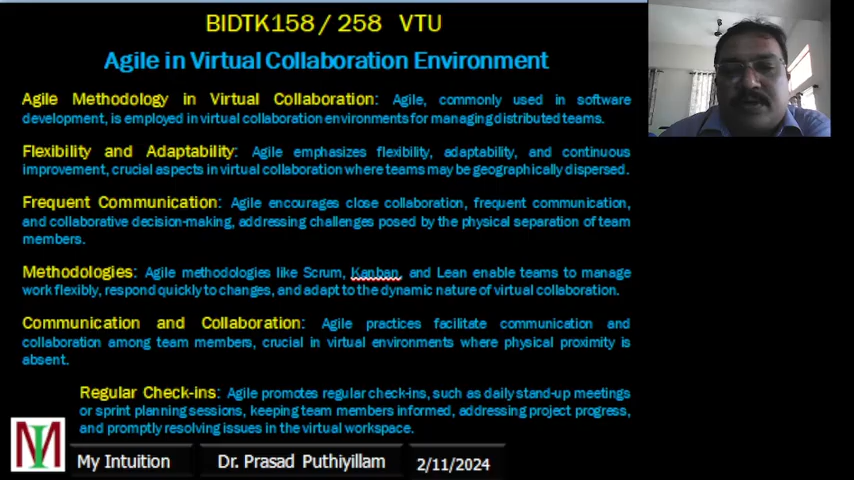 BIDTK158 / 258 VTU
Agile in Virtual Collaboration Environment
Agile Methodology in Virtual Collaboration: Agile, commonly used in software
development, is employed in virtual collaboration environments for managing distributed teams.
Flexibility and Adaptability: Agile emphasizes flexibility, adaptability, and continuous
improvement, crucial aspects in virtual collaboration where teams may be geographically dispersed.
Frequent Communication: Agile encourages close collaboration, frequent communication,
and collaborative decision-making, addressing challenges posed by the physical separation of team
members.
Methodologies: Agile methodologies like Scrum, Kanban, and Lean enable teams to manage
work flexibly, respond quickly to changes, and adapt to the dynamic nature of virtual collaboration.
Communication and Collaboration: Agile practices facilitate communication and
collaboration among team members, crucial in virtual environments where physical proximity is
absent.
Regular Check-ins: Agile promotes regular check-ins, such as daily stand-up meetings
or sprint planning sessions, keeping team members informed, addressing project progress,
and promptly resolving issues in the virtual workspace.
My Intuition
Dr. Prasad Puthiyillam
2/11/2024